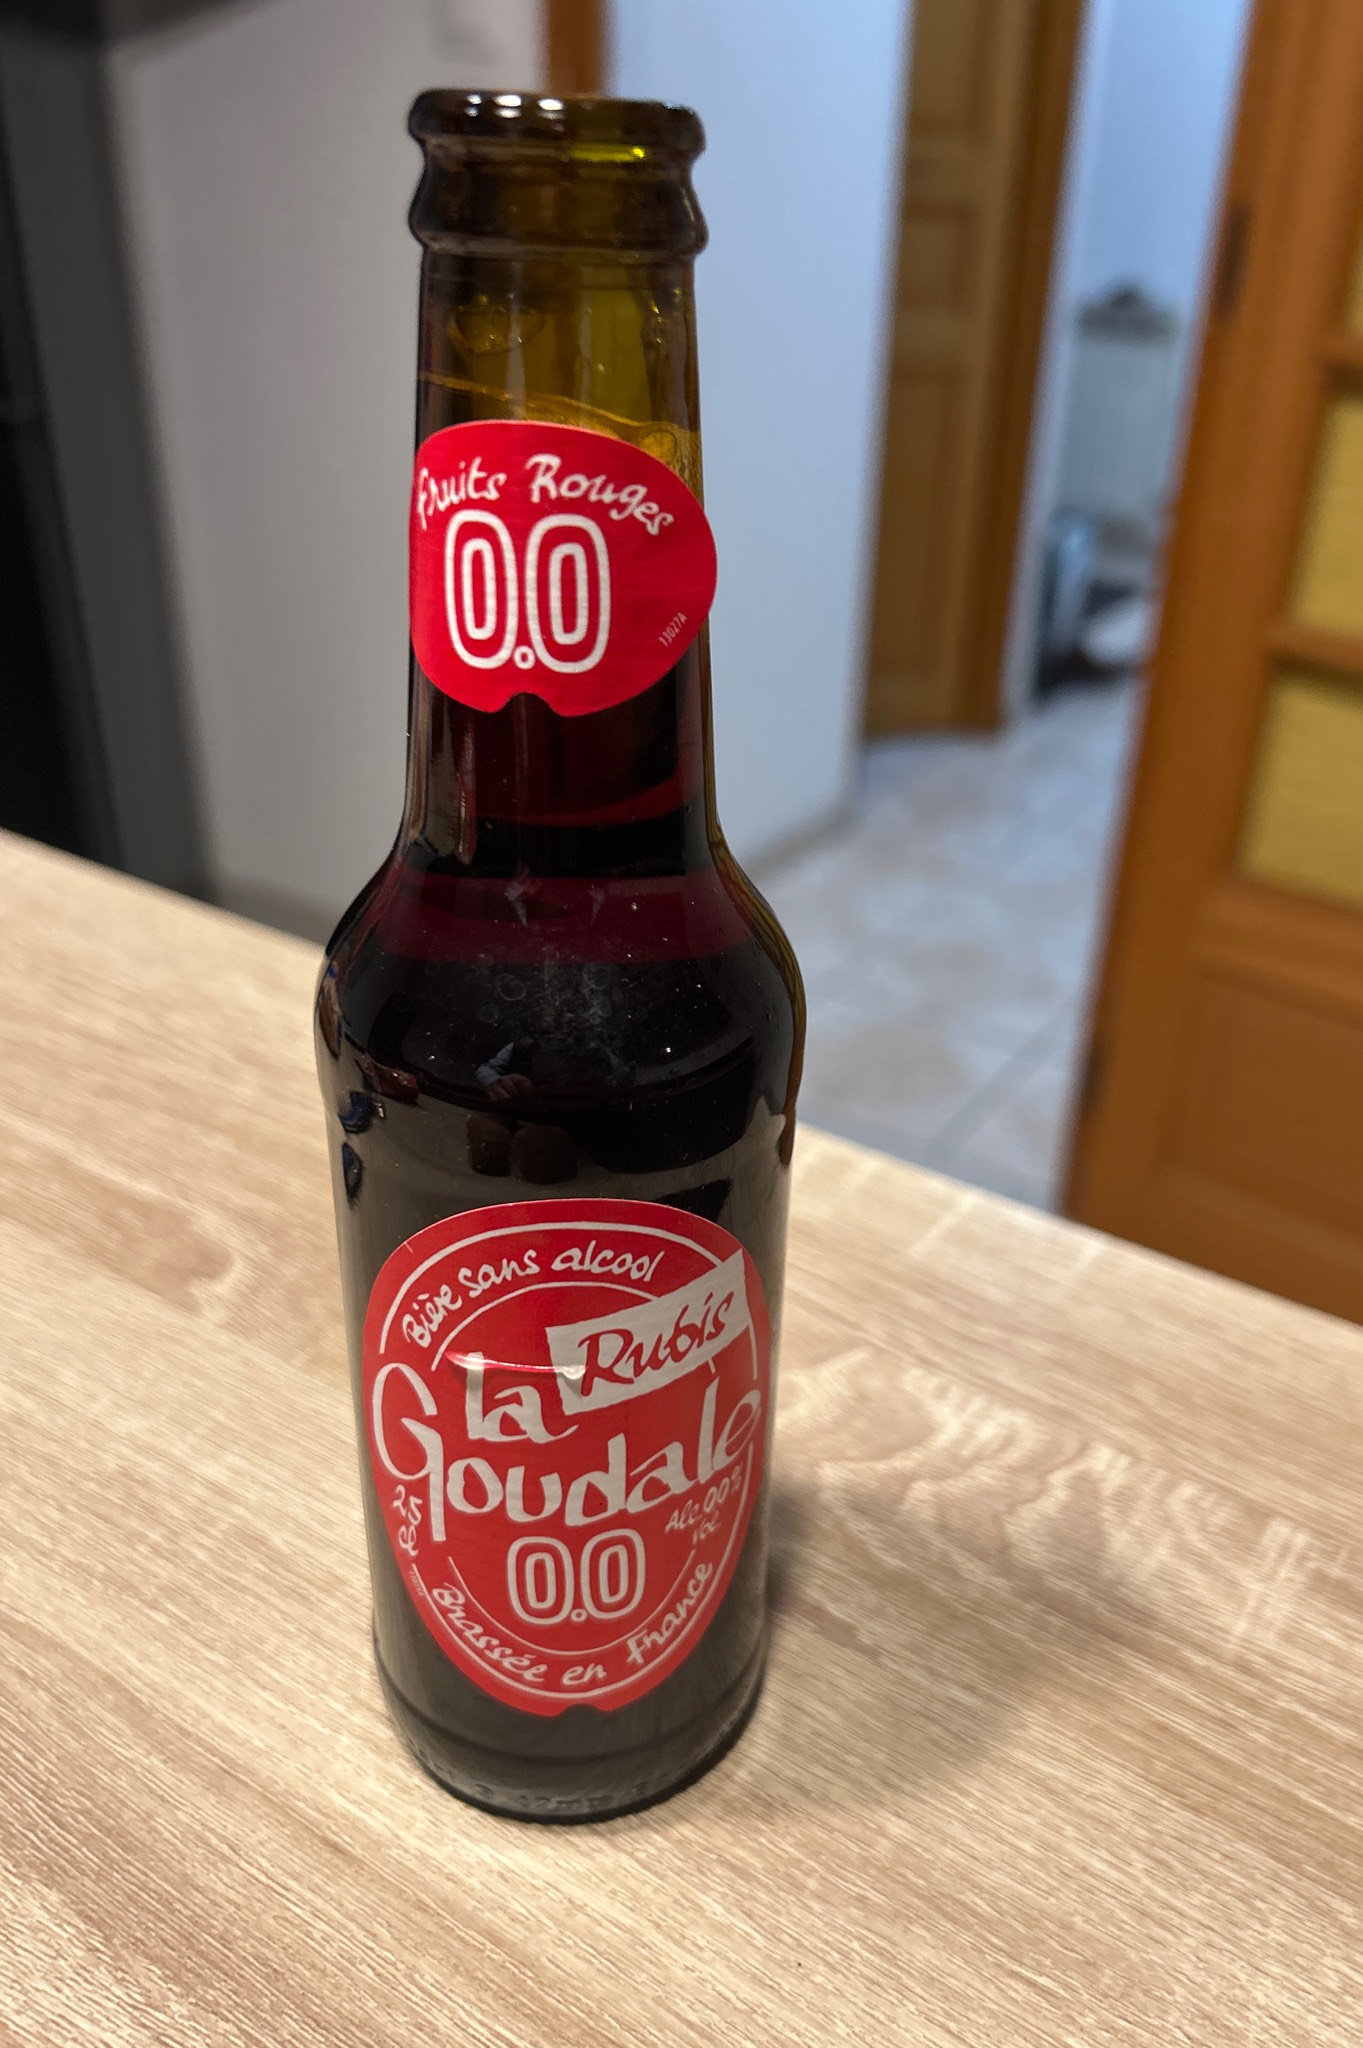 Fruits Rouges
0.0
13027A
Bière sans alcool
Rubis
la
Goudale
25cl
Alc. 0.0%
Vol.
0.0
Brassée en France